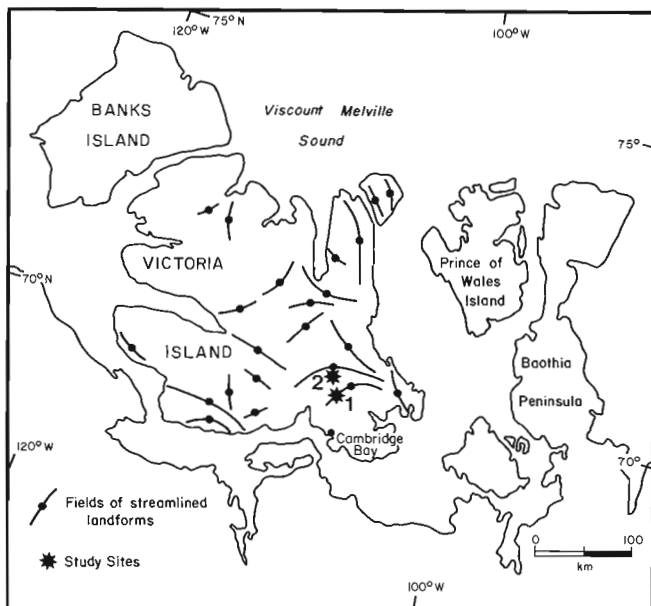 120°W
75°N
100°W
BANKS
ISLAND
Viscount Melville
Sound
75°
VICTORIA
Prince of
Wales
Island
70°N
ISLAND
Baothia
Peninsula
2
1
Cambridge
Bay
120°W
70°
Fields of streamlined
landforms
Study Sites
0 100
km
100°W